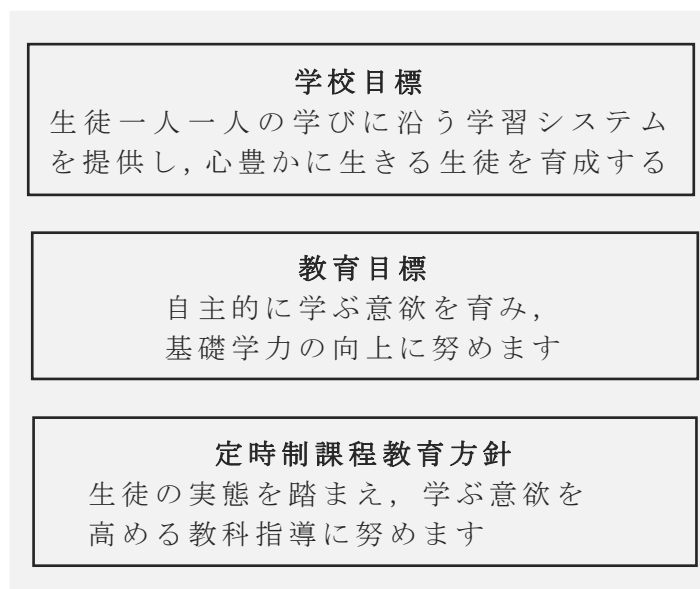 学校目標
生徒一人一人の学びに沿う学習システム
を提供し,心豊かに生きる生徒を育成する
教育目標
自主的に学ぶ意欲を育み,
基礎学力の向上に努めます
定時制課程教育方針
生徒の実態を踏まえ,学ぶ意欲を
高める教科指導に努めます